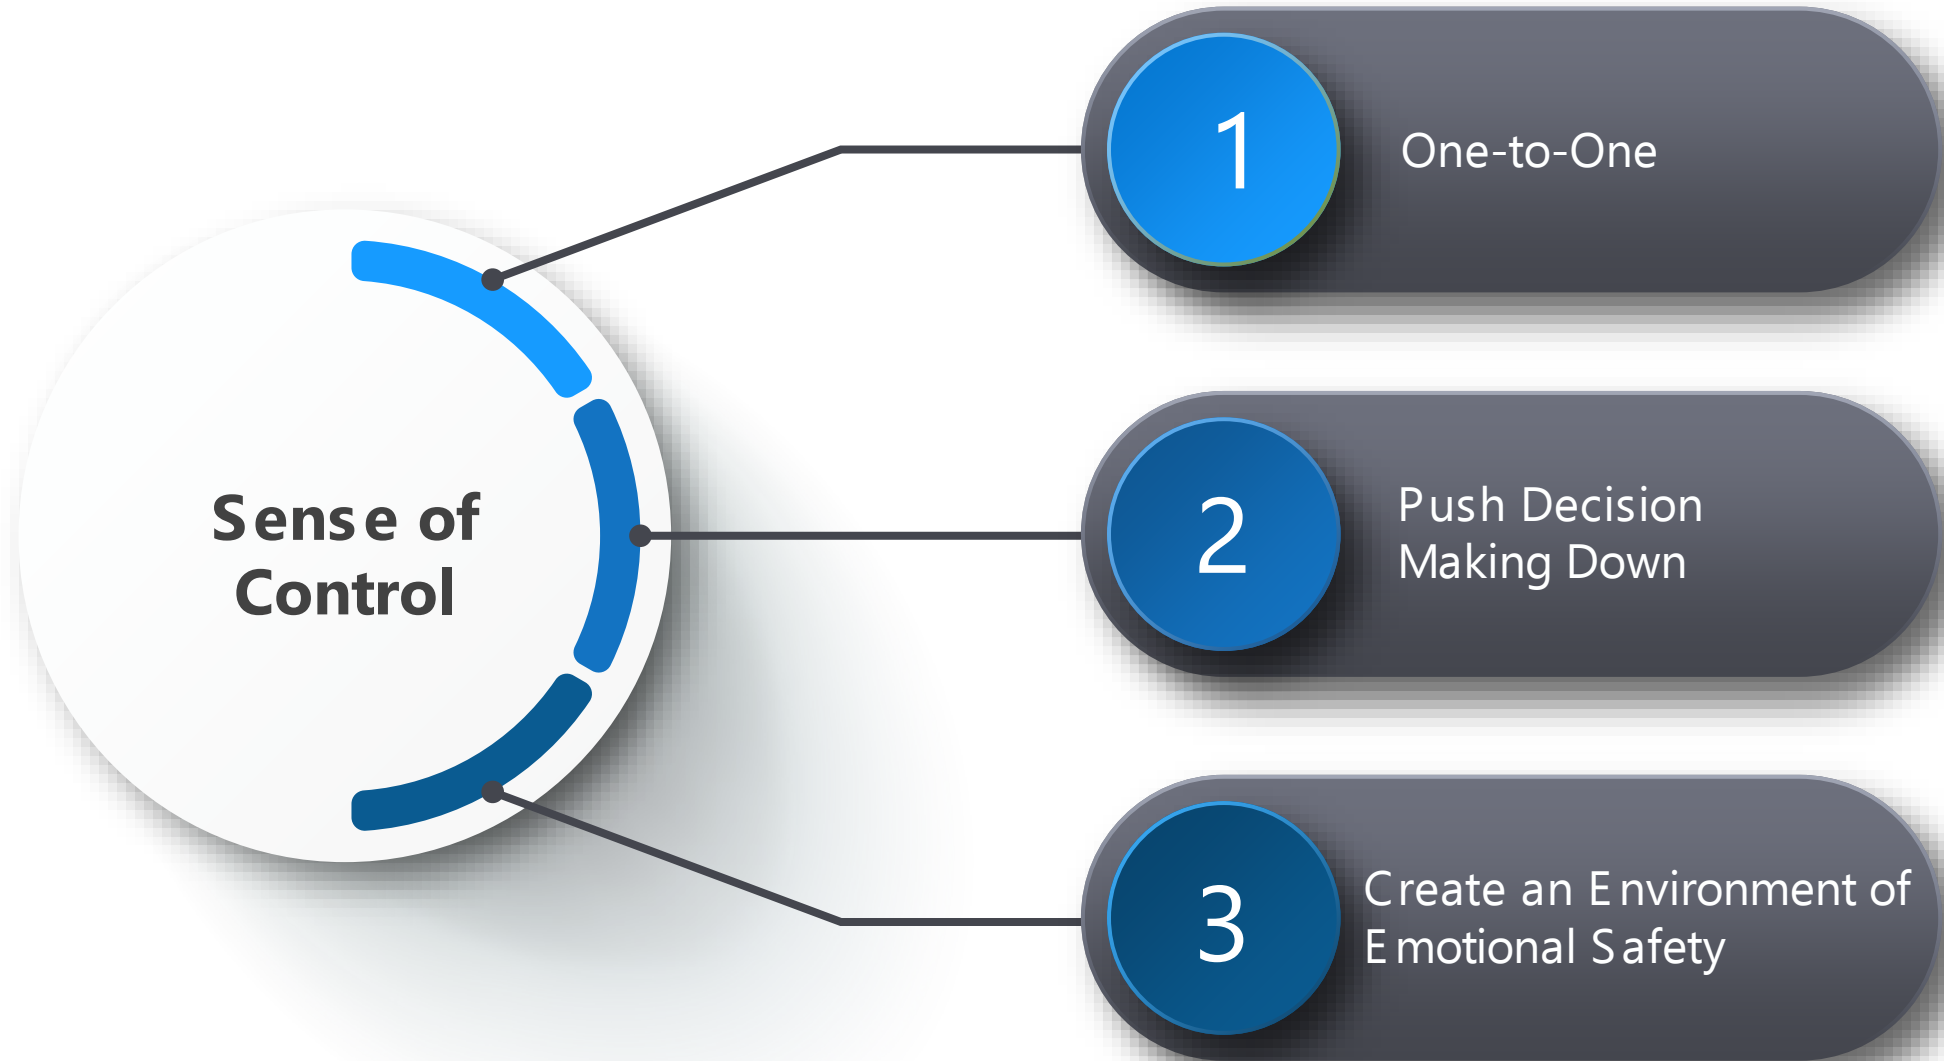 Sense of
Control
1
One-to-One
2
Push Decision
Making Down
3
Create an Environment of
Emotional Safety